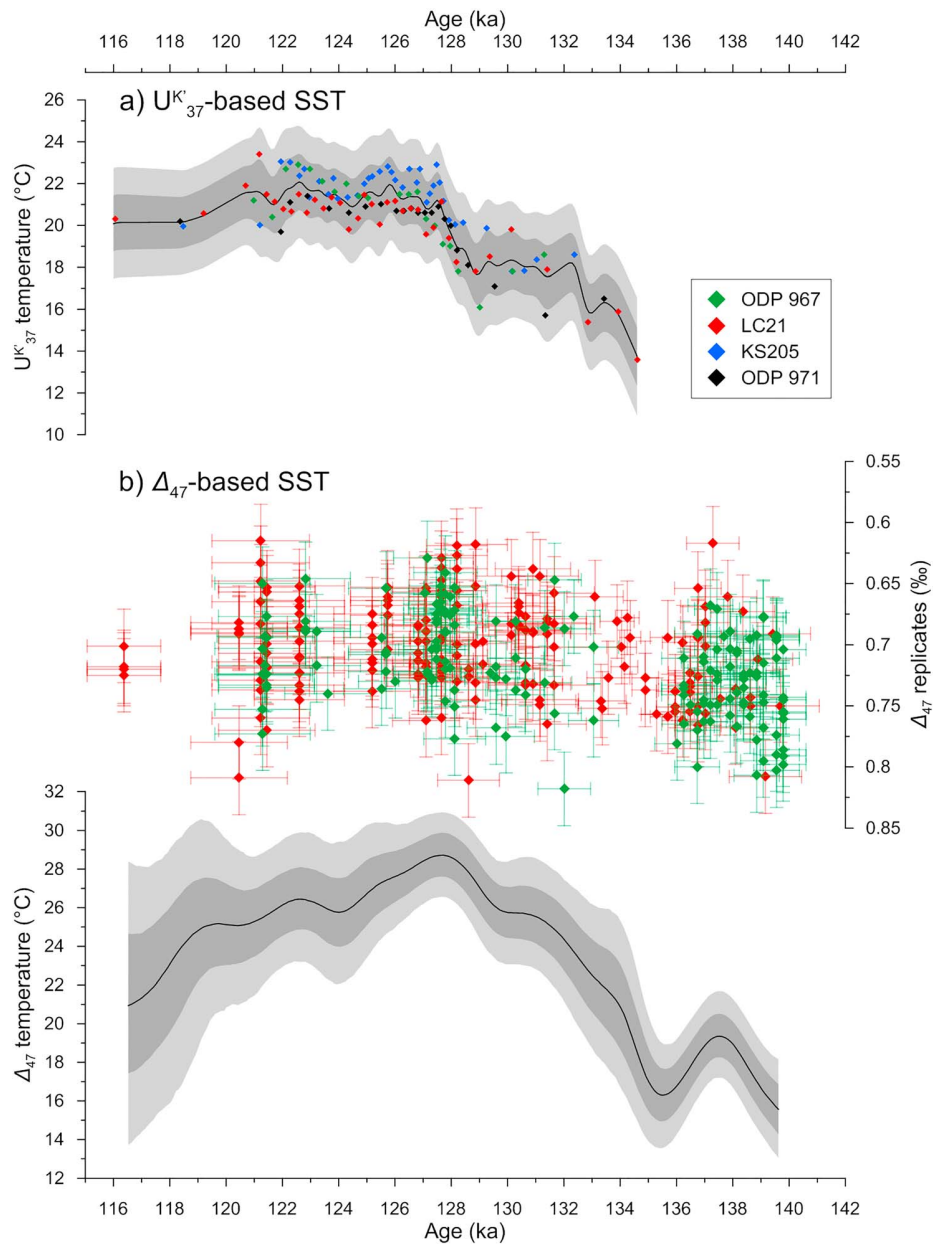 Age (ka)
116 118 120 122 124 126 128 130 132 134 136 138 140 142
a) UK'37-based SST
26
24
22
20
18
16
14
12
10
UK'37 temperature (°C)
ODP 967
LC21
KS205
ODP 971
b) Δ47-based SST
0.55
0.6
0.65
0.7
0.75
0.8
0.85
Δ47 replicates (‰)
32
30
28
26
24
22
20
18
16
14
12
Δ47 temperature (°C)
116 118 120 122 124 126 128 130 132 134 136 138 140 142
Age (ka)